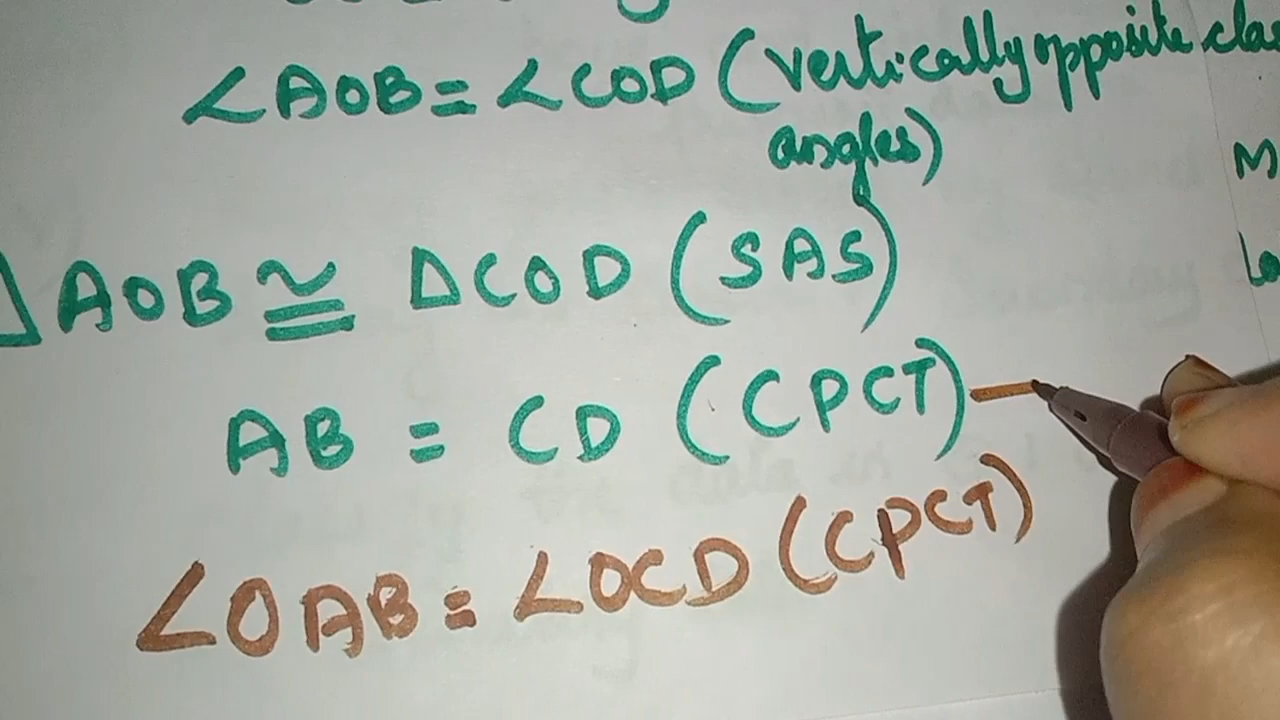 ∠AOB = ∠COD (vertically opposite
angles)
△AOB ≅ △COD (SAS)
AB = CD (CPCT) —
∠OAB = ∠OCD (CPCT)